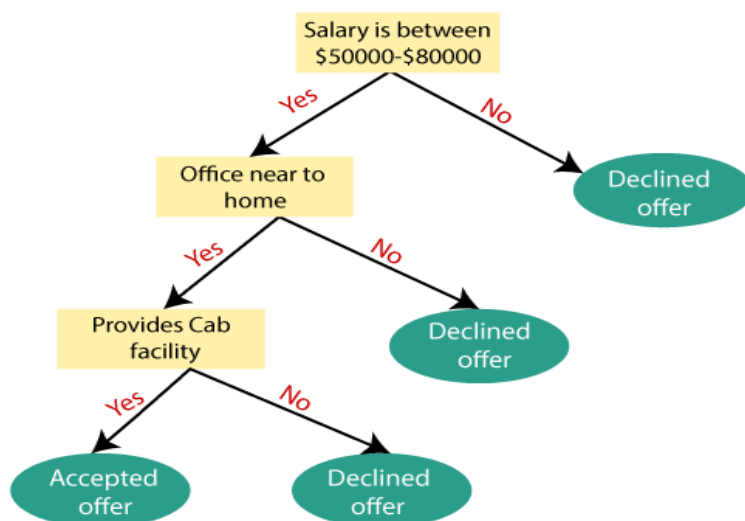 Salary is between
$50000-$80000
Yes
No
Office near to
home
Declined
offer
Yes
No
Provides Cab
facility
Declined
offer
Yes
No
Accepted
offer
Declined
offer